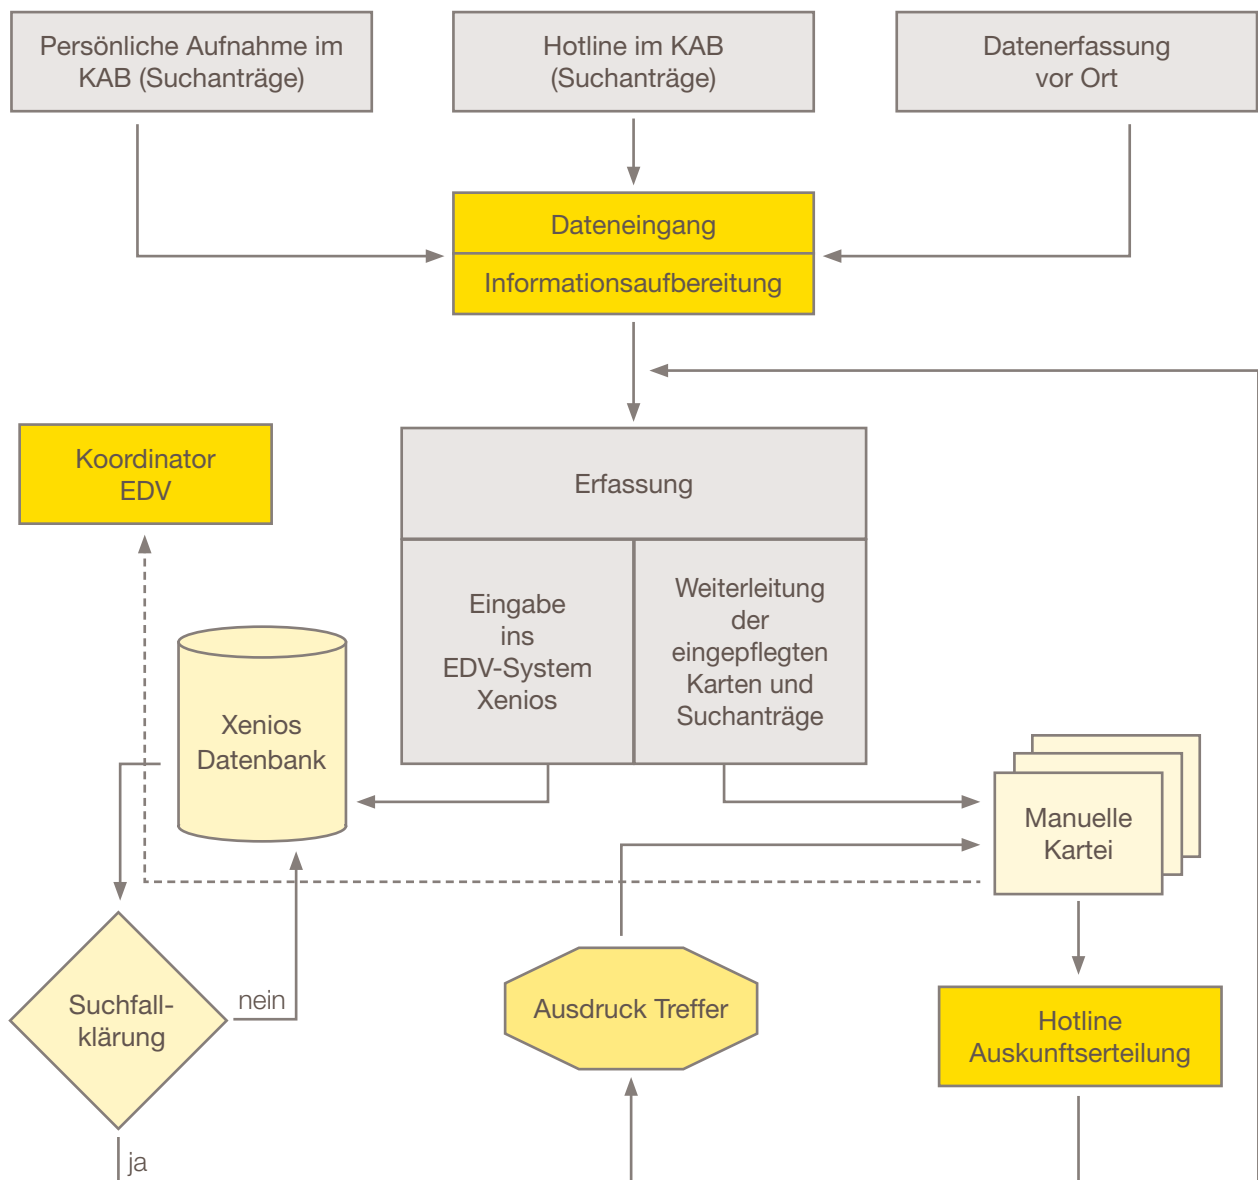 Persönliche Aufnahme im
KAB (Suchanträge)
Hotline im KAB
(Suchanträge)
Datenerfassung
vor Ort
Dateneingang
Informationsaufbereitung
Koordinator
EDV
Erfassung
Eingabe
ins
EDV-System
Xenios
Weiterleitung
der
eingepflegten
Karten und
Suchanträge
Xenios
Datenbank
Manuelle
Kartei
Suchfall-
klärung
nein
Ausdruck Treffer
Hotline
Auskunftserteilung
ja